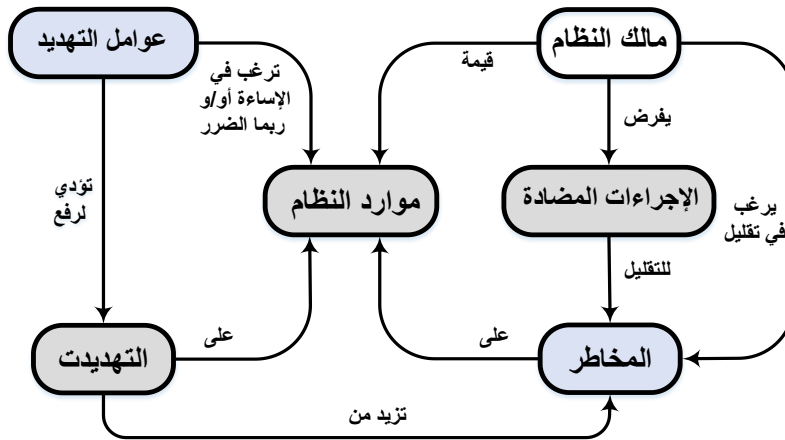 مالك النظام
عوامل التهديد
قيمة
ترغب في
الإساءة أو/و
ربما الضرر
يفرض
تؤدي
لرفع
موارد النظام
الإجراءات المضادة
يرغب
في تقليل
للتقليل
على
على
المخاطر
التهديدت
تزيد من